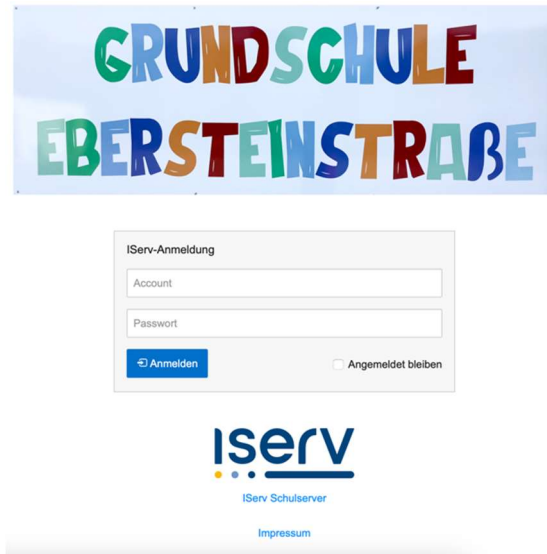 GRUNDSCHULE
EBERSTEINSTRAßE
IServ-Anmeldung
Account
Passwort
Anmelden
Angemeldet bleiben
Iserv
IServ Schulserver
Impressum